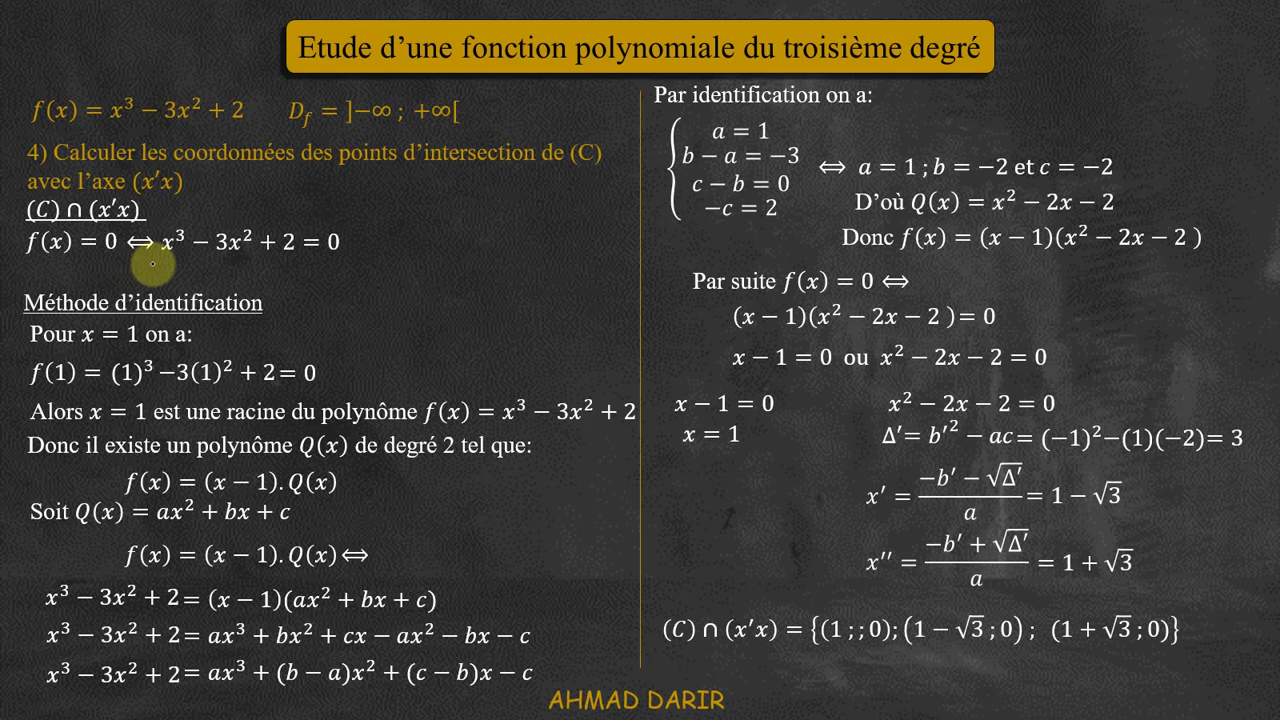 Etude d'une fonction polynomiale du troisième degré
f(x) = x³ − 3x² + 2 D_f = ]−∞ ; +∞[
4) Calculer les coordonnées des points d'intersection de (C)
avec l'axe (x′x)
(C) ∩ (x′x)
f(x) = 0 ⟺ x³ − 3x² + 2 = 0
Méthode d'identification
Pour x = 1 on a:
f(1) = (1)³ −3(1)² + 2 = 0
Alors x = 1 est une racine du polynôme f(x) = x³ − 3x² + 2
Donc il existe un polynôme Q(x) de degré 2 tel que:
f(x) = (x − 1). Q(x)
Soit Q(x) = ax² + bx + c
f(x) = (x − 1). Q(x) ⟺
x³ − 3x² + 2 = (x − 1)(ax² + bx + c)
x³ − 3x² + 2 = ax³ + bx² + cx − ax² − bx − c
x³ − 3x² + 2 = ax³ + (b − a)x² + (c − b)x − c
Par identification on a:
a = 1
b − a = −3
c − b = 0
−c = 2
⟺ a = 1 ; b = −2 et c = −2
D'où Q(x) = x² − 2x − 2
Donc f(x) = (x − 1)(x² − 2x − 2 )
Par suite f(x) = 0 ⟺
(x − 1)(x² − 2x − 2 ) = 0
x − 1 = 0 ou x² − 2x − 2 = 0
x − 1 = 0
x = 1
x² − 2x − 2 = 0
Δ′ = b′² − ac = (−1)²−(1)(−2) = 3
x′ = (−b′ − √Δ′)/a = 1 − √3
x′′ = (−b′ + √Δ′)/a = 1 + √3
(C) ∩ (x′x) = {(1 ; ; 0); (1 − √3 ; 0) ; (1 + √3 ; 0)}
AHMAD DARIR